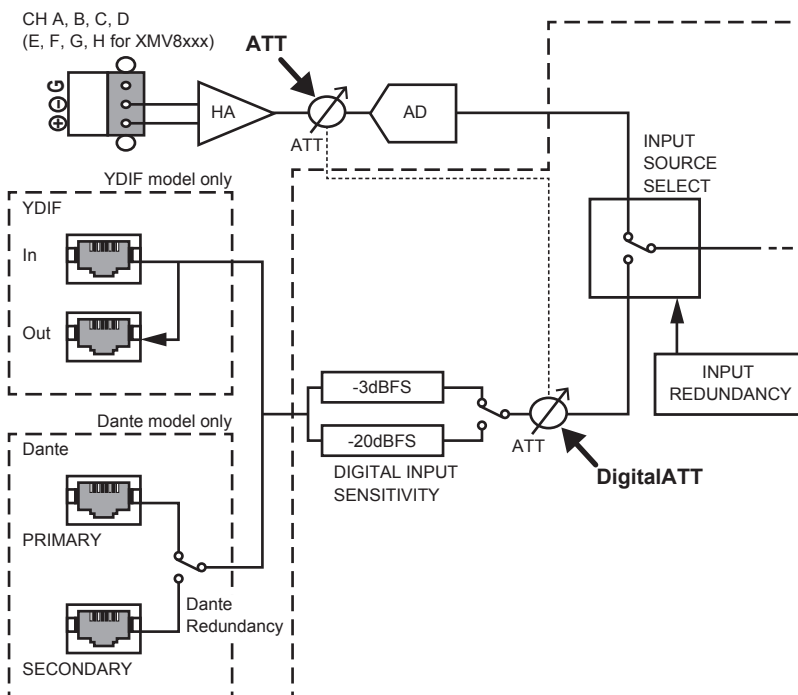 CH A, B, C, D
(E, F, G, H for XMV8xxx)
ATT
G
⊖
⊕
HA
ATT
AD
INPUT
SOURCE
SELECT
YDIF model only
YDIF
In
Out
-3dBFS
-20dBFS
DIGITAL INPUT
SENSITIVITY
ATT
DigitalATT
INPUT
REDUNDANCY
Dante model only
Dante
PRIMARY
Dante
Redundancy
SECONDARY